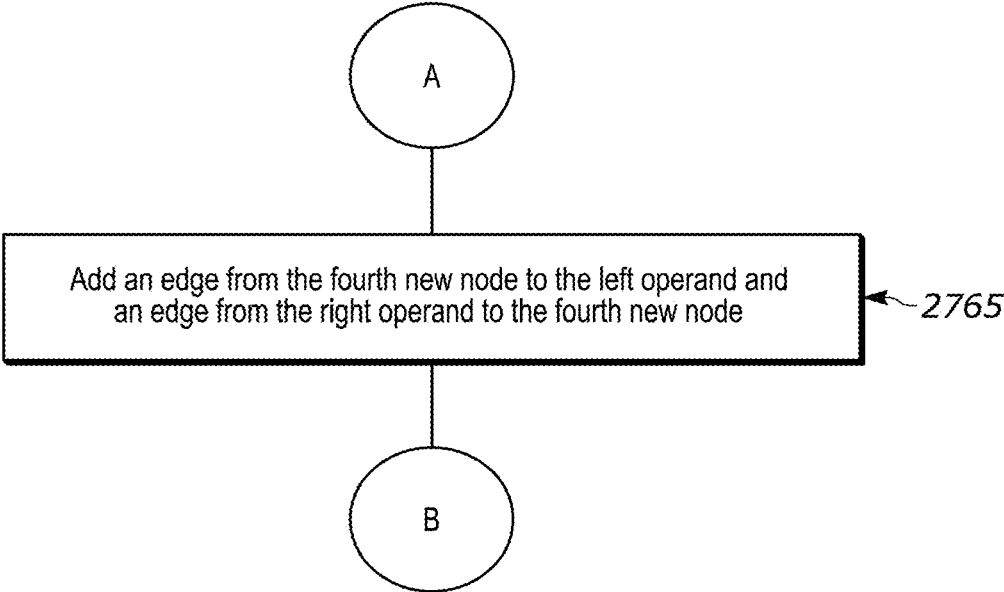 A
Add an edge from the fourth new node to the left operand and
an edge from the right operand to the fourth new node
2765
B